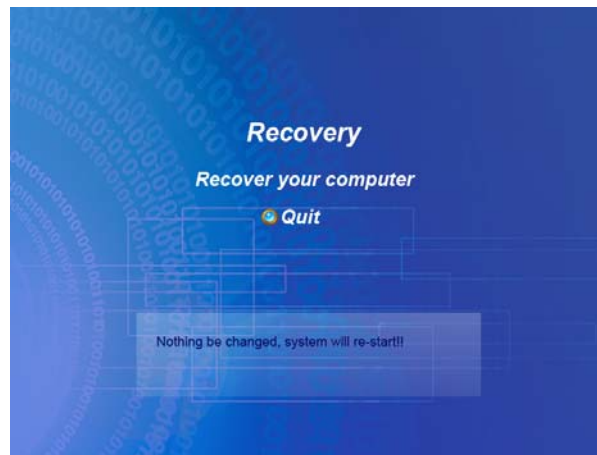 Recovery
Recover your computer
Quit
Nothing be changed, system will re-start!!